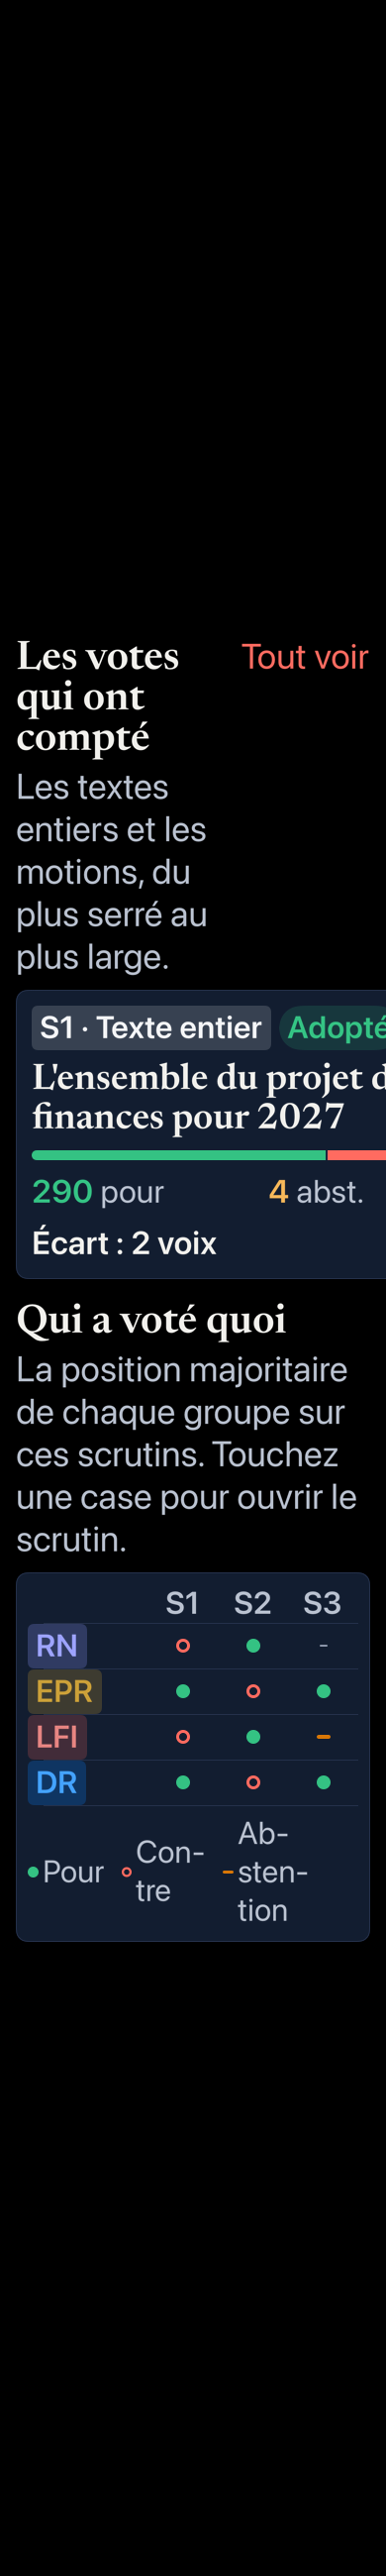 Les votes
qui ont
compté
Tout voir
Les textes
entiers et les
motions, du
plus serré au
plus large.
S1 · Texte entier Adopté
L'ensemble du projet d
finances pour 2027
290 pour 4 abst.
Écart : 2 voix
Qui a voté quoi
La position majoritaire
de chaque groupe sur
ces scrutins. Touchez
une case pour ouvrir le
scrutin.
S1 S2 S3
RN -
EPR
LFI
DR
Pour
Con-
tre
Ab-
sten-
tion